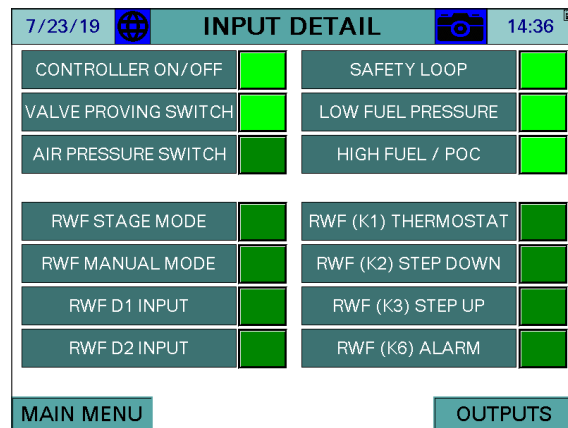 7/23/19 INPUT DETAIL 14:36
CONTROLLER ON/OFF SAFETY LOOP
VALVE PROVING SWITCH LOW FUEL PRESSURE
AIR PRESSURE SWITCH HIGH FUEL / POC
RWF STAGE MODE RWF (K1) THERMOSTAT
RWF MANUAL MODE RWF (K2) STEP DOWN
RWF D1 INPUT RWF (K3) STEP UP
RWF D2 INPUT RWF (K6) ALARM
MAIN MENU OUTPUTS